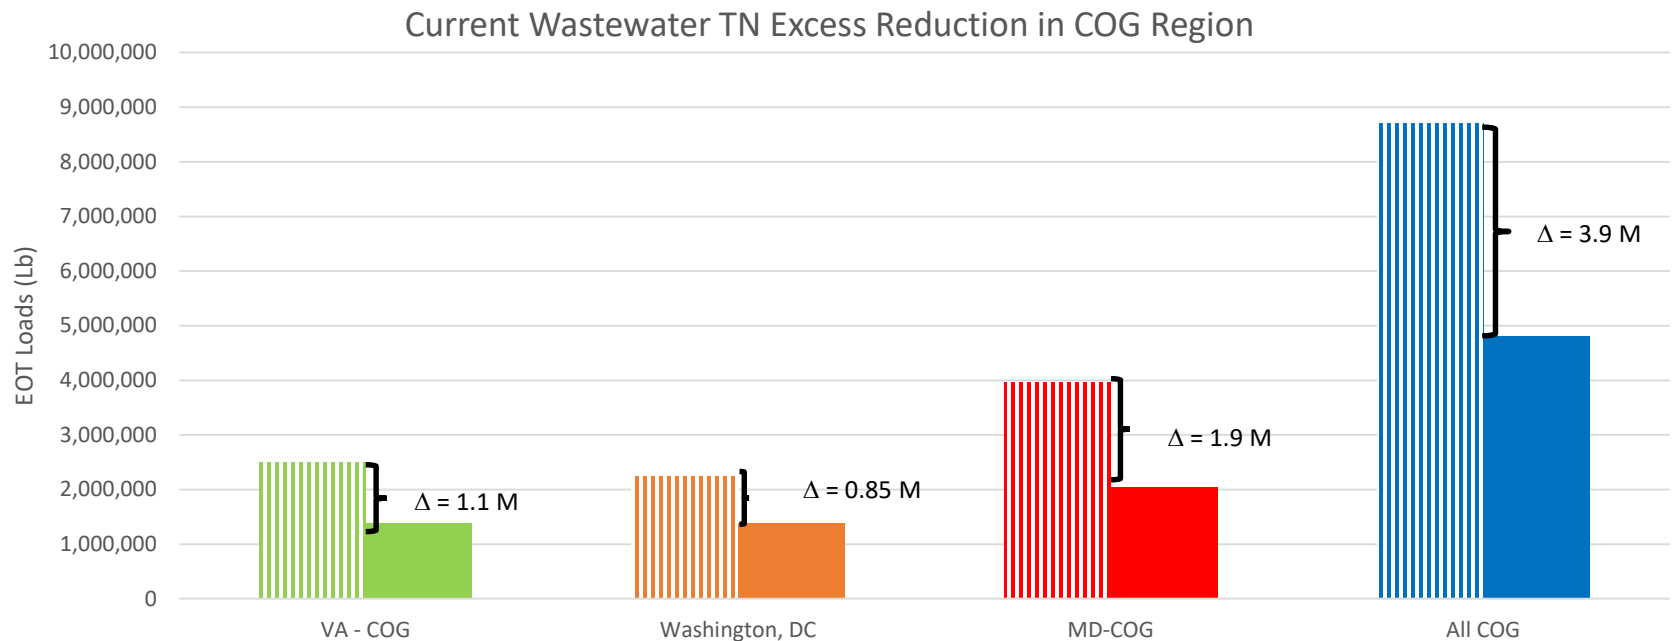 Current Wastewater TN Excess Reduction in COG Region
10,000,000
9,000,000
8,000,000
7,000,000
6,000,000
5,000,000
4,000,000
3,000,000
2,000,000
1,000,000
0
EOT Loads (Lb)
Δ = 1.1 M
Δ = 0.85 M
Δ = 1.9 M
Δ = 3.9 M
VA - COG
Washington, DC
MD-COG
All COG